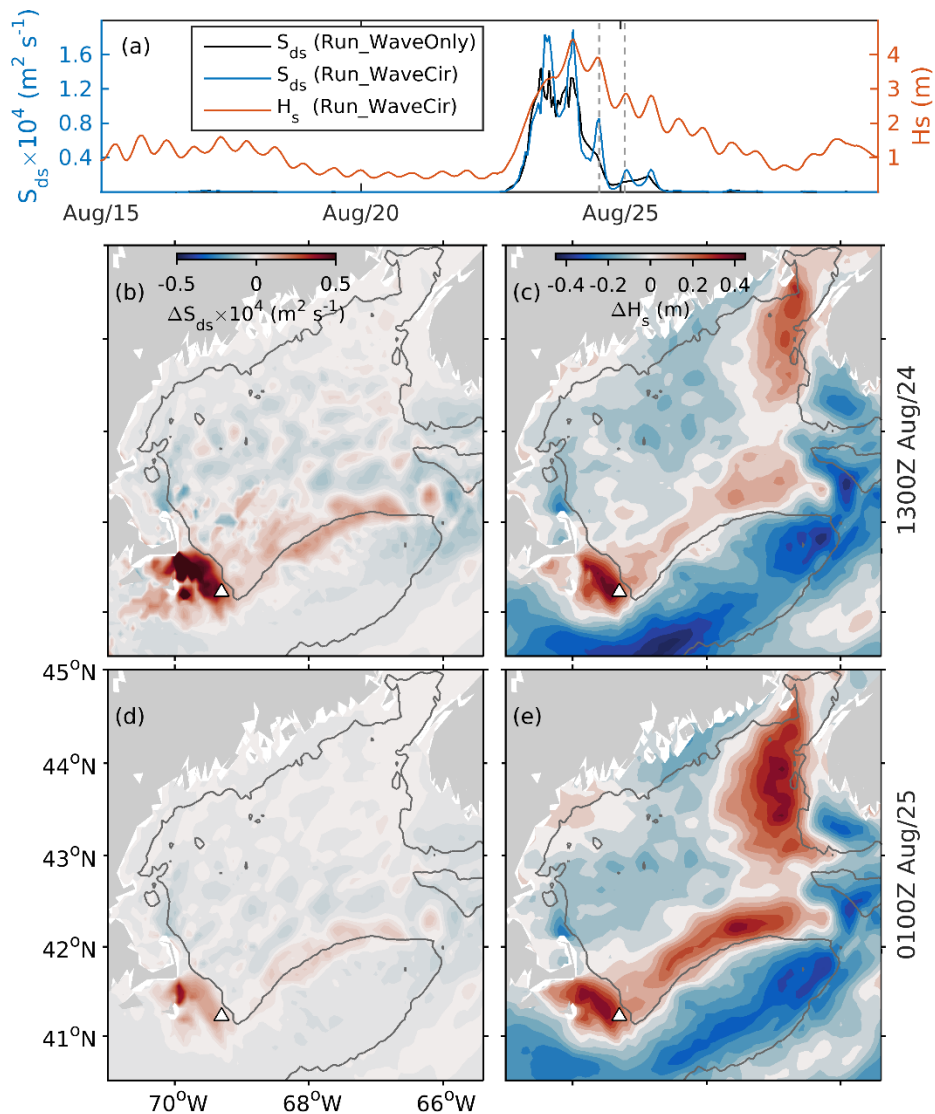 (a)
S_ds (Run_WaveOnly)
S_ds (Run_WaveCir)
H_s (Run_WaveCir)
S_ds×10^4 (m^2 s^-1)
1.6
1.2
0.8
0.4
4
3
2
1
Hs (m)
Aug/15 Aug/20 Aug/25
(b)
-0.5 0 0.5
ΔS_ds×10^4 (m^2 s^-1)
(c)
-0.4 -0.2 0 0.2 0.4
ΔH_s (m)
1300Z Aug/24
(d)
45°N
44°N
43°N
42°N
41°N
70°W 68°W 66°W
(e)
0100Z Aug/25